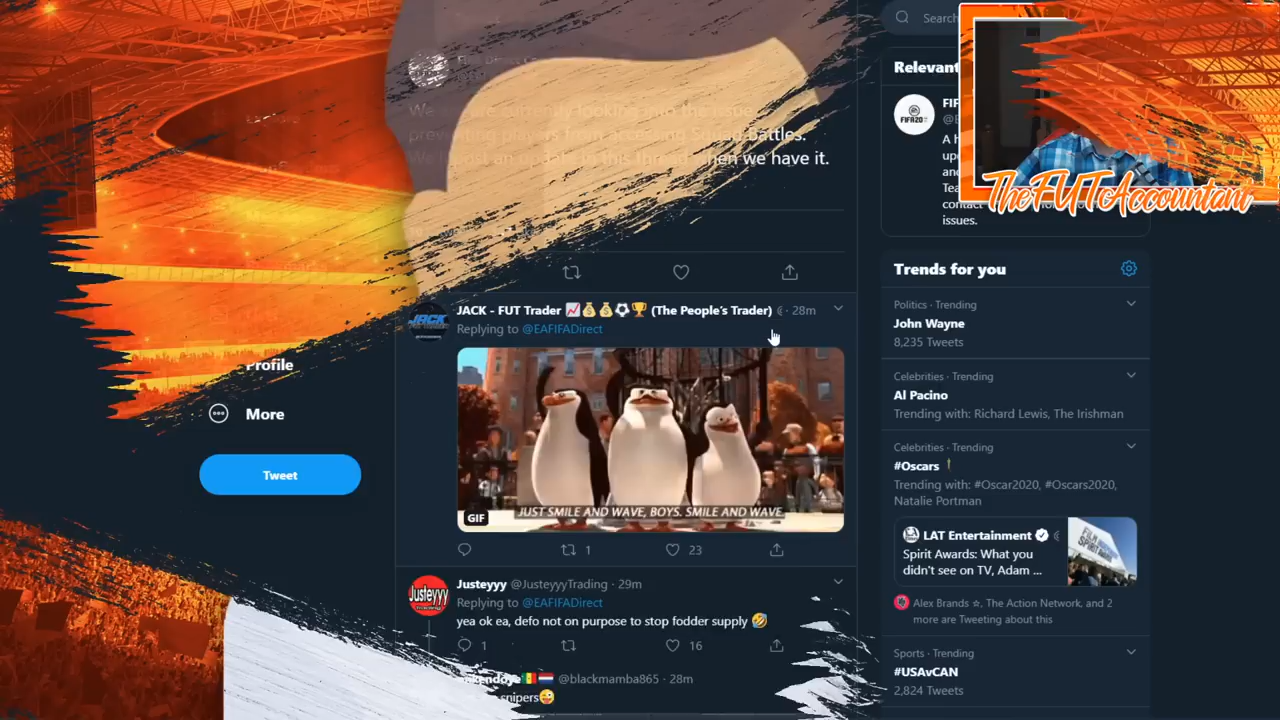 Search
Relevant
FIF
FIFA20
A h
upd
and
Tea
contac
issues.
TheFUTAccountant
We
looking into the issue
players from accessing Squad Battles.
We'll post an update in this thread when we have it.
JACK - FUT Trader 📈💰💰⚽🏆 (The People's Trader) · 28m
Replying to @EAFIFADirect
JACK
JUST SMILE AND WAVE, BOYS. SMILE AND WAVE.
GIF
1 23
Justeyyy @JusteyyyTrading · 29m
Justeyyy
Replying to @EAFIFADirect
yea ok ea, defo not on purpose to stop fodder supply 🤣
1 16
@blackmamba865 · 28m
snipers😜
Profile
More
Tweet
Trends for you
Politics · Trending
John Wayne
8,235 Tweets
Celebrities · Trending
Al Pacino
Trending with: Richard Lewis, The Irishman
Celebrities · Trending
#Oscars
Trending with: #Oscar2020, #Oscars2020,
Natalie Portman
LAT Entertainment
Spirit Awards: What you
didn't see on TV, Adam ...
Alex Brands ☆, The Action Network, and 2
more are Tweeting about this
Sports · Trending
#USAvCAN
2,824 Tweets